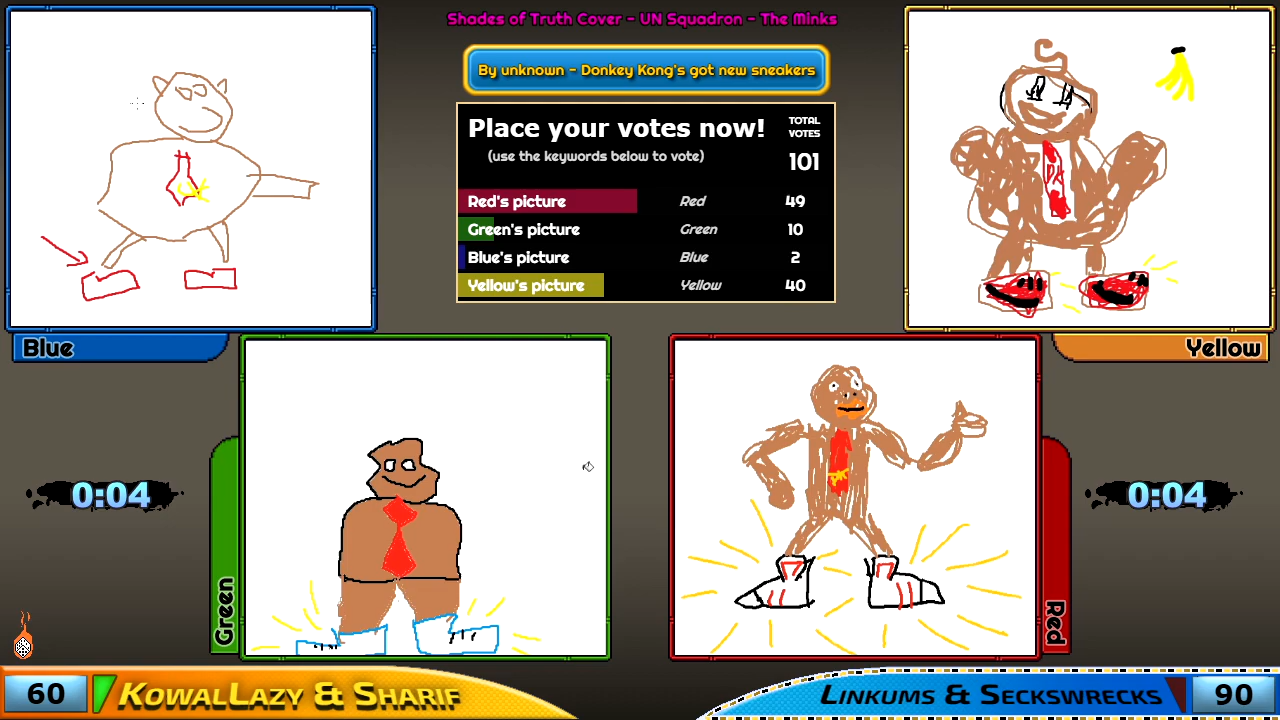 Shades of Truth Cover - UN Squadron - The Minks
By unknown - Donkey Kong's got new sneakers
Place your votes now!
TOTAL VOTES
(use the keywords below to vote)
101
Red's picture Red 49
Green's picture Green 10
Blue's picture Blue 2
Yellow's picture Yellow 40
Blue
Yellow
DK
DK
0:04
0:04
Green
Red
60
KowalLazy & Sharif
Linkums & Seckswrecks
90